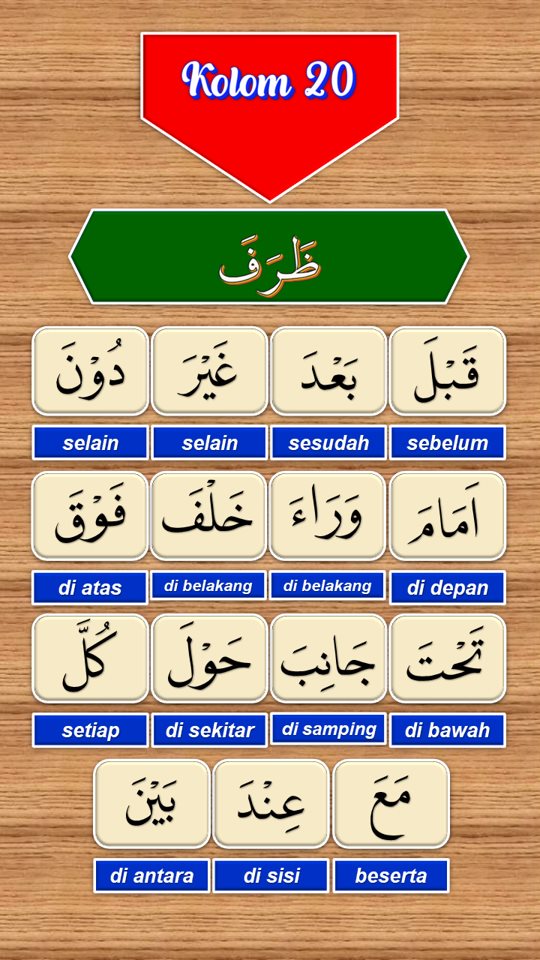 Kolom 20
ظَرَفَ
قَبْلَ بَعْدَ غَيْرَ دُوْنَ
selain selain sesudah sebelum
اَمَامَ وَرَاءَ خَلْفَ فَوْقَ
di atas di belakang di belakang di depan
تَحْتَ جَانِبَ حَوْلَ كُلَّ
setiap di sekitar di samping di bawah
مَعَ عِنْدَ بَيْنَ
di antara di sisi beserta